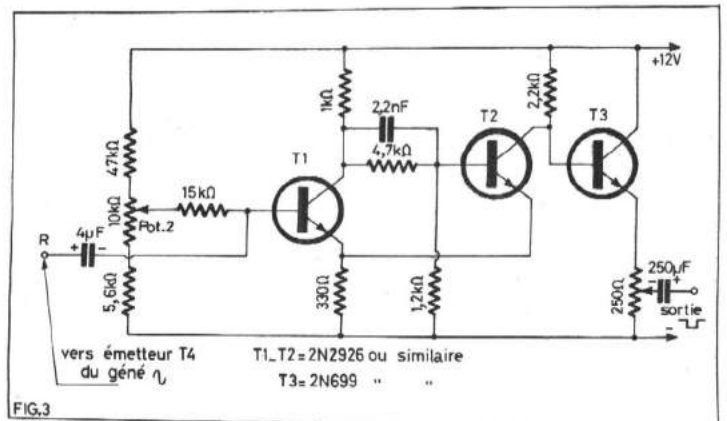 +12V
1kΩ
2,2nF
4,7kΩ
2,2kΩ
T2
T3
47kΩ
T1
15kΩ
10kΩ
Pot.2
4μF
+ -
R
5,6kΩ
330Ω
1,2kΩ
250Ω
250μF
- +
sortie
-
vers émetteur T4
du géné
T1_T2= 2N2926 ou similaire
T3= 2N699 " "
FIG.3